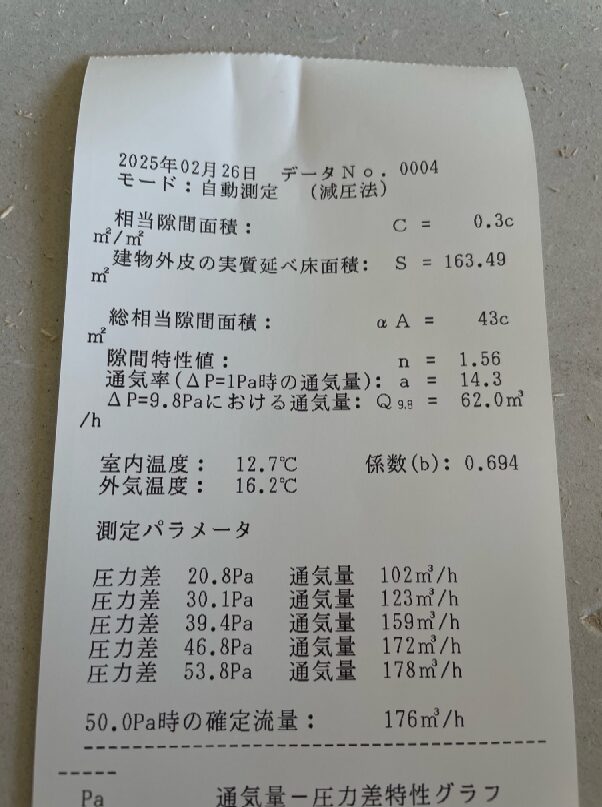 2025年02月26日　データNo. 0004
モード：自動測定　（減圧法）
相当隙間面積：　C =　0.3c
㎡/㎡
建物外皮の実質延べ床面積：　S = 163.49
㎡
総相当隙間面積：　αA =　43c
㎡
隙間特性値：　n = 1.56
通気率(ΔP=1Pa時の通気量)：a = 14.3
ΔP=9.8Paにおける通気量：Q9.8 = 62.0㎥
/h
室内温度：　12.7℃　係数(b)：0.694
外気温度：　16.2℃
測定パラメータ
圧力差　20.8Pa　通気量　102㎥/h
圧力差　30.1Pa　通気量　123㎥/h
圧力差　39.4Pa　通気量　159㎥/h
圧力差　46.8Pa　通気量　172㎥/h
圧力差　53.8Pa　通気量　178㎥/h
50.0Pa時の確定流量：　176㎥/h
Pa　通気量－圧力差特性グラフ